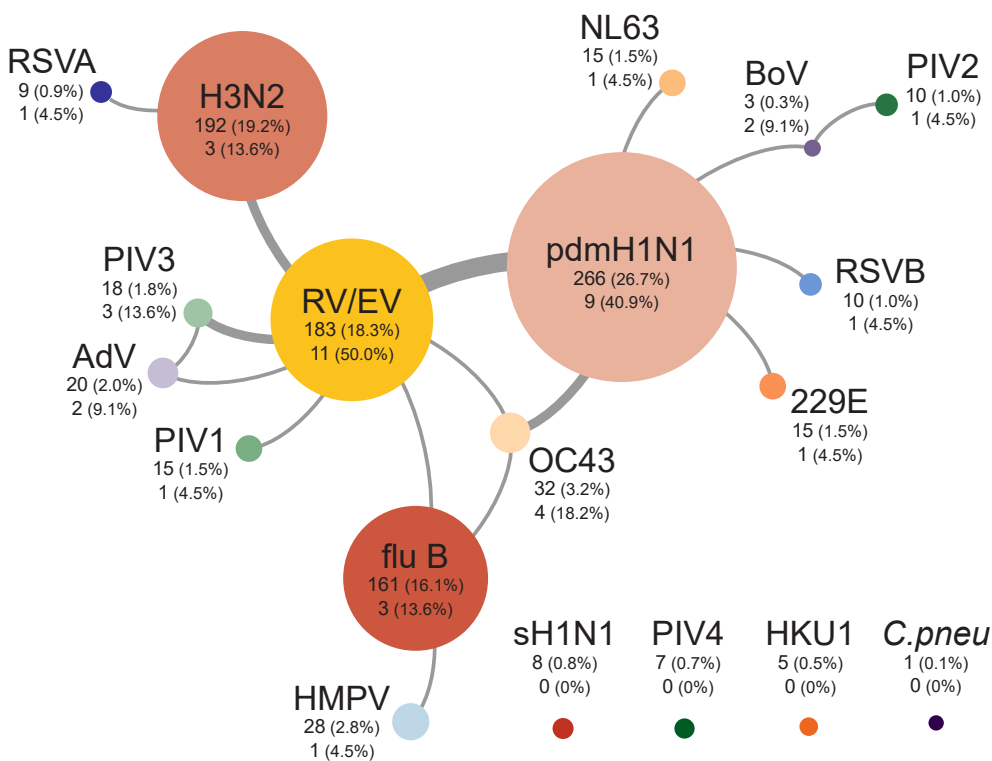 RSVA
9 (0.9%)
1 (4.5%)
H3N2
192 (19.2%)
3 (13.6%)
NL63
15 (1.5%)
1 (4.5%)
BoV
3 (0.3%)
2 (9.1%)
PIV2
10 (1.0%)
1 (4.5%)
pdmH1N1
266 (26.7%)
9 (40.9%)
PIV3
18 (1.8%)
3 (13.6%)
RV/EV
183 (18.3%)
11 (50.0%)
RSVB
10 (1.0%)
1 (4.5%)
AdV
20 (2.0%)
2 (9.1%)
PIV1
15 (1.5%)
1 (4.5%)
229E
15 (1.5%)
1 (4.5%)
OC43
32 (3.2%)
4 (18.2%)
flu B
161 (16.1%)
3 (13.6%)
HMPV
28 (2.8%)
1 (4.5%)
sH1N1
8 (0.8%)
0 (0%)
PIV4
7 (0.7%)
0 (0%)
HKU1
5 (0.5%)
0 (0%)
C.pneu
1 (0.1%)
0 (0%)